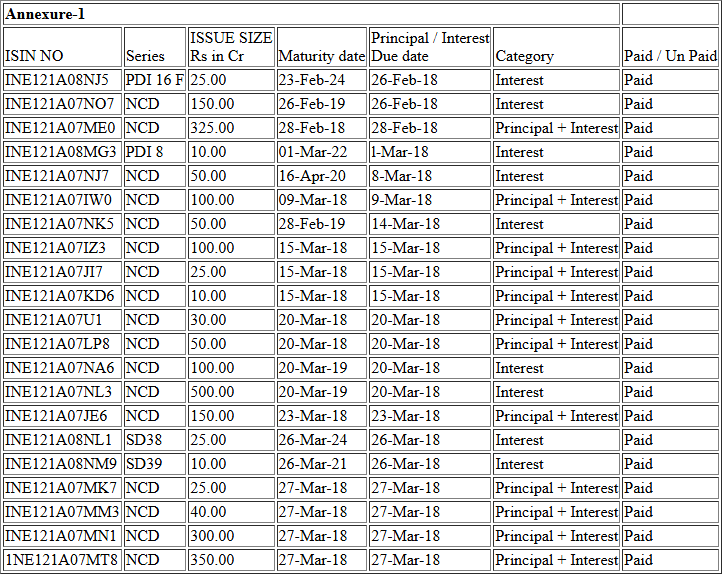 Annexure-1
ISIN NO Series ISSUE SIZE Rs in Cr Maturity date Principal / Interest Due date Category Paid / Un Paid
INE121A08NJ5 PDI 16 F 25.00 23-Feb-24 26-Feb-18 Interest Paid
INE121A07NO7 NCD 150.00 26-Feb-19 26-Feb-18 Interest Paid
INE121A07ME0 NCD 325.00 28-Feb-18 28-Feb-18 Principal + Interest Paid
INE121A08MG3 PDI 8 10.00 01-Mar-22 l-Mar-18 Interest Paid
INE121A07NJ7 NCD 50.00 16-Apr-20 8-Mar-18 Interest Paid
INE121A07IW0 NCD 100.00 09-Mar-18 9-Mar-18 Principal + Interest Paid
INE121A07NK5 NCD 50.00 28-Feb-19 14-Mar-18 Interest Paid
INE121A07IZ3 NCD 100.00 15-Mar-18 15-Mar-18 Principal + Interest Paid
INE121A07JI7 NCD 25.00 15-Mar-18 15-Mar-18 Principal + Interest Paid
INE121A07KD6 NCD 10.00 15-Mar-18 15-Mar-18 Principal + Interest Paid
INE121A07U1 NCD 30.00 20-Mar-18 20-Mar-18 Principal + Interest Paid
INE121A07LP8 NCD 50.00 20-Mar-18 20-Mar-18 Principal + Interest Paid
INE121A07NA6 NCD 100.00 20-Mar-19 20-Mar-18 Interest Paid
INE121A07NL3 NCD 500.00 20-Mar-19 20-Mar-18 Interest Paid
INE121A07JE6 NCD 150.00 23-Mar-18 23-Mar-18 Principal + Interest Paid
INE121A08NL1 SD38 25.00 26-Mar-24 26-Mar-18 Interest Paid
INE121A08NM9 SD39 10.00 26-Mar-21 26-Mar-18 Interest Paid
INE121A07MK7 NCD 25.00 27-Mar-18 27-Mar-18 Principal + Interest Paid
INE121A07MM3 NCD 40.00 27-Mar-18 27-Mar-18 Principal + Interest Paid
INE121A07MN1 NCD 300.00 27-Mar-18 27-Mar-18 Principal + Interest Paid
1NE121A07MT8 NCD 350.00 27-Mar-18 27-Mar-18 Principal + Interest Paid